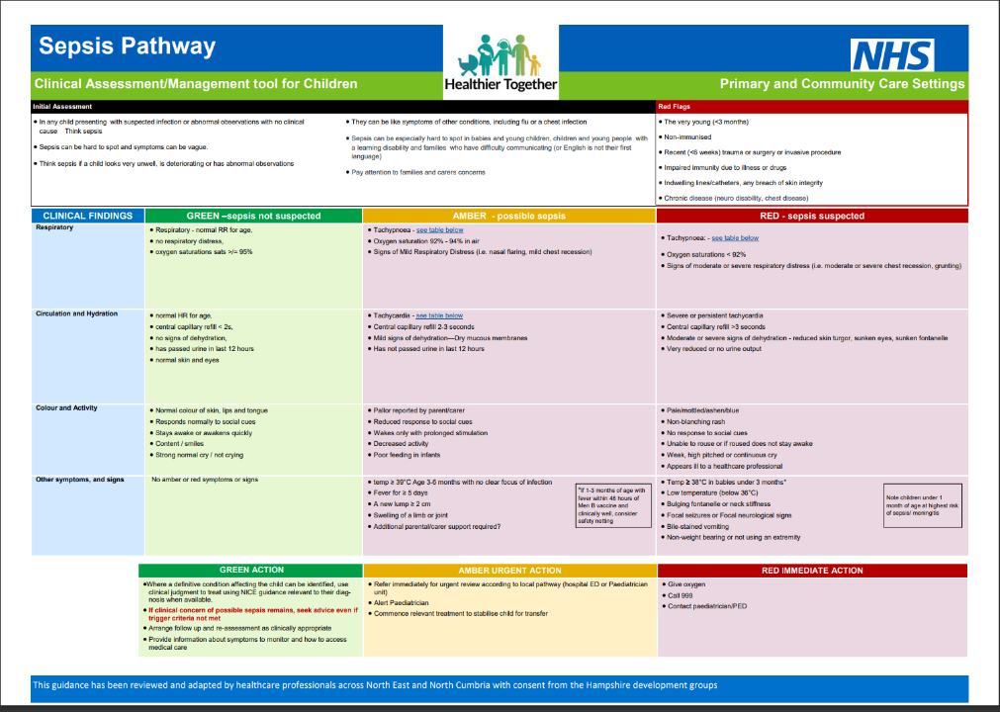 Sepsis Pathway
Healthier Together
NHS
Clinical Assessment/Management tool for Children
Primary and Community Care Settings
Initial Assessment
• In any child presenting with suspected infection or abnormal observations with no clinical
cause Think sepsis
• Sepsis can be hard to spot and symptoms can be vague.
• Think sepsis if a child looks very unwell, is deteriorating or has abnormal observations
• They can be like symptoms of other conditions, including flu or a chest infection
• Sepsis can be especially hard to spot in babies and young children, children and young people with
a learning disability and families who have difficulty communicating (or English is not their first
language)
• Pay attention to families and carers concerns
Red Flags
• The very young (<3 months)
• Non-immunised
• Recent (<6 weeks) trauma or surgery or invasive procedure
• Impaired immunity due to illness or drugs
• Indwelling lines/catheters, any breach of skin integrity
• Chronic disease (neuro disability, chest disease)
CLINICAL FINDINGS
GREEN –sepsis not suspected
AMBER - possible sepsis
RED - sepsis suspected
Respiratory
• Respiratory - normal RR for age,
• no respiratory distress,
• oxygen saturations sats >/= 95%
• Tachypnoea - see table below
• Oxygen saturation 92% - 94% in air
• Signs of Mild Respiratory Distress (i.e. nasal flaring, mild chest recession)
• Tachypnoea: - see table below
• Oxygen saturations < 92%
• Signs of moderate or severe respiratory distress (i.e. moderate or severe chest recession, grunting)
Circulation and Hydration
• normal HR for age,
• central capillary refill < 2s,
• no signs of dehydration,
• has passed urine in last 12 hours
• normal skin and eyes
• Tachycardia - see table below
• Central capillary refill 2-3 seconds
• Mild signs of dehydration—Dry mucous membranes
• Has not passed urine in last 12 hours
• Severe or persistent tachycardia
• Central capillary refill >3 seconds
• Moderate or severe signs of dehydration - reduced skin turgor, sunken eyes, sunken fontanelle
• Very reduced or no urine output
Colour and Activity
• Normal colour of skin, lips and tongue
• Responds normally to social cues
• Stays awake or awakens quickly
• Content / smiles
• Strong normal cry / not crying
• Pallor reported by parent/carer
• Reduced response to social cues
• Wakes only with prolonged stimulation
• Decreased activity
• Poor feeding in infants
• Pale/mottled/ashen/blue
• Non-blanching rash
• No response to social cues
• Unable to rouse or if roused does not stay awake
• Weak, high pitched or continuous cry
• Appears ill to a healthcare professional
Other symptoms, and signs
No amber or red symptoms or signs
• temp ≥ 39°C Age 3-6 months with no clear focus of infection
• Fever for ≥ 5 days
• A new lump ≥ 2 cm
• Swelling of a limb or joint
• Additional parental/carer support required?
*If 1-3 months of age with
fever within 48 hours of
Men B vaccine and
clinically well, consider
safety netting
• Temp ≥ 38°C in babies under 3 months*
• Low temperature (below 36°C)
• Bulging fontanelle or neck stiffness
• Focal seizures or Focal neurological signs
• Bile-stained vomiting
• Non-weight bearing or not using an extremity
Note children under 1
month of age at highest risk
of sepsis/ meningitis
GREEN ACTION
•Where a definitive condition affecting the child can be identified, use
clinical judgment to treat using NICE guidance relevant to their diag-
nosis when available.
• If clinical concern of possible sepsis remains, seek advice even if
trigger criteria not met
• Arrange follow up and re-assessment as clinically appropriate
• Provide information about symptoms to monitor and how to access
medical care
AMBER URGENT ACTION
• Refer immediately for urgent review according to local pathway (hospital ED or Paediatrician
unit)
• Alert Paediatrician
• Commence relevant treatment to stabilise child for transfer
RED IMMEDIATE ACTION
• Give oxygen
• Call 999
• Contact paediatrician/PED
This guidance has been reviewed and adapted by healthcare professionals across North East and North Cumbria with consent from the Hampshire development groups